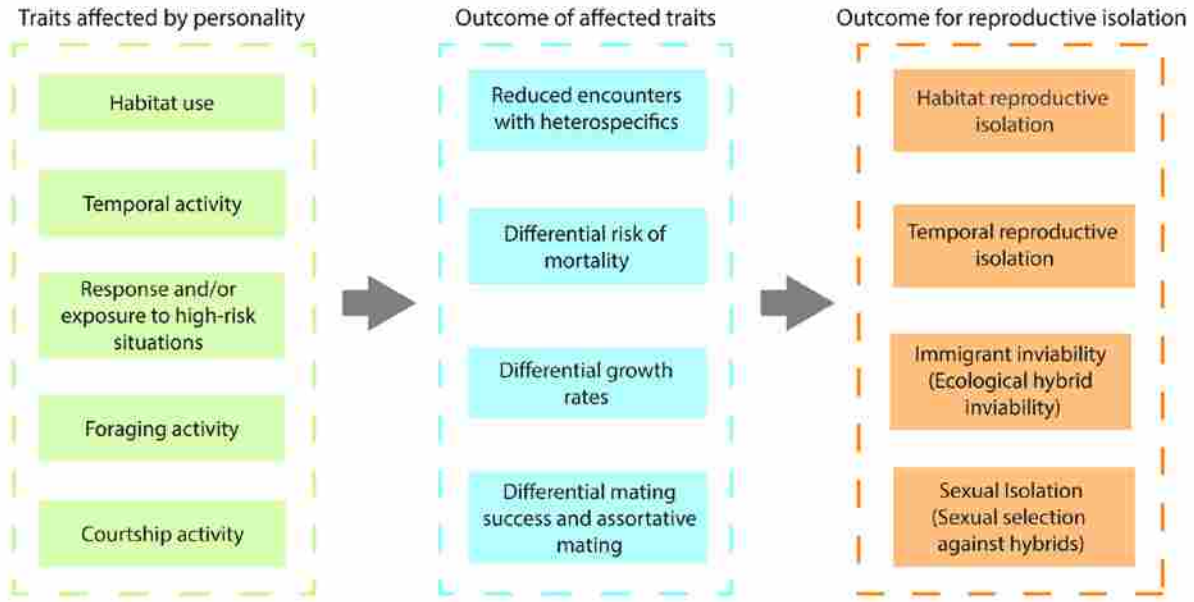 Traits affected by personality
Habitat use
Temporal activity
Response and/or
exposure to high-risk
situations
Foraging activity
Courtship activity
Outcome of affected traits
Reduced encounters
with heterospecifics
Differential risk of
mortality
Differential growth
rates
Differential mating
success and assortative
mating
Outcome for reproductive isolation
Habitat reproductive
isolation
Temporal reproductive
isolation
Immigrant inviability
(Ecological hybrid
inviability)
Sexual Isolation
(Sexual selection
against hybrids)